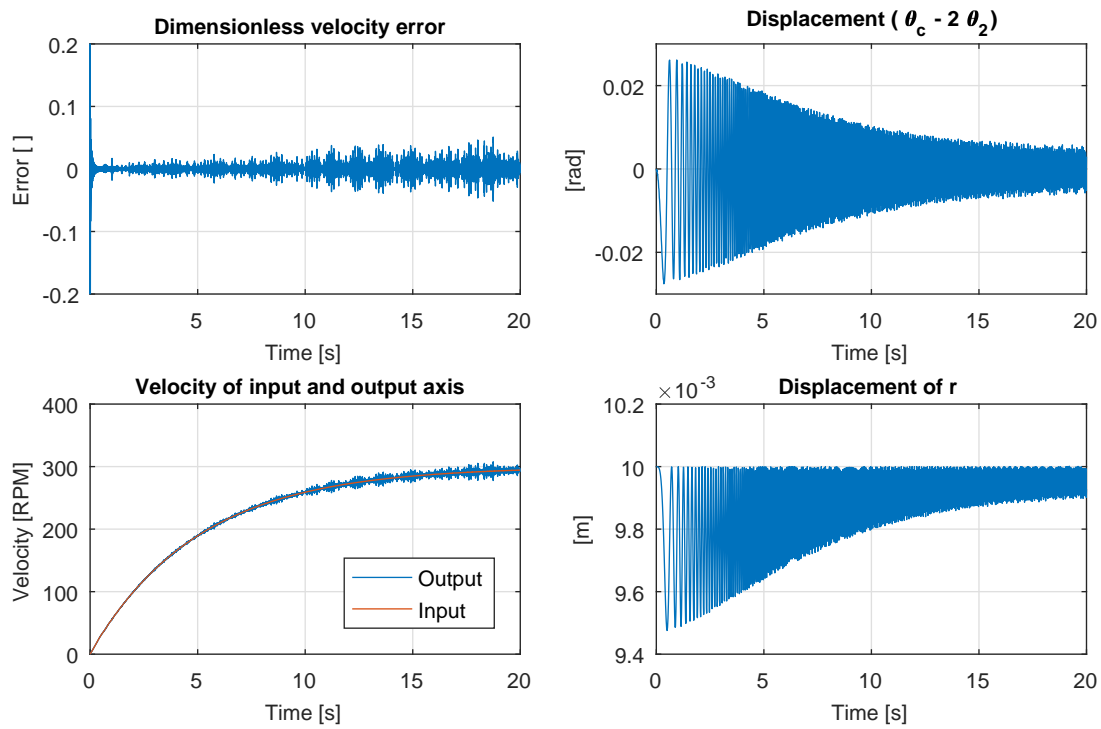 Dimensionless velocity error
0.2
0.1
0
-0.1
-0.2
Error [ ]
5
10
15
20
Time [s]
Displacement ( θc - 2 θ2)
0.02
0
-0.02
[rad]
0
5
10
15
20
Time [s]
Velocity of input and output axis
400
300
200
100
0
Velocity [RPM]
Output
Input
0
5
10
15
20
Time [s]
×10-3
Displacement of r
10.2
10
9.8
9.6
9.4
[m]
0
5
10
15
20
Time [s]